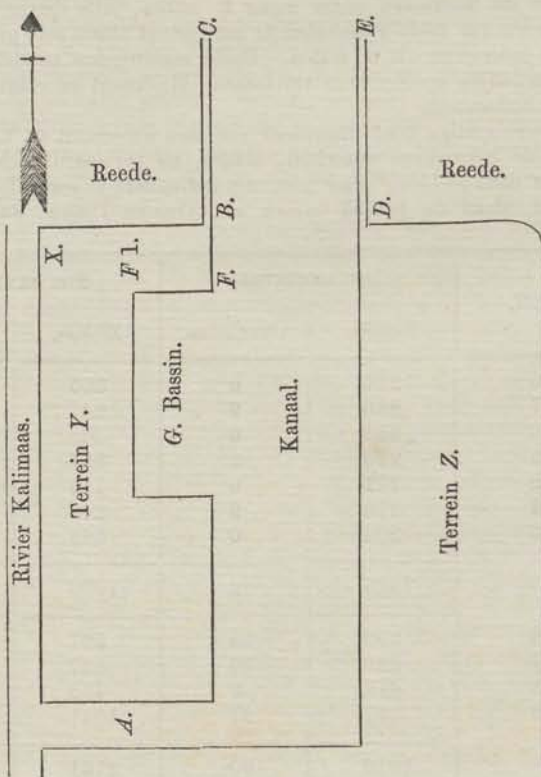 C.
E.
Reede.
Reede.
X.
F 1.
B.
D.
F.
Rivier Kalimaas.
Terrein Y.
G. Bassin.
Kanaal.
Terrein Z.
A.